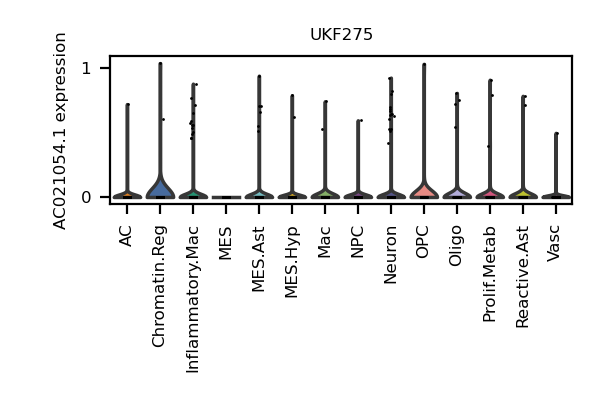 UKF275
AC021054.1 expression
1
0
AC
Chromatin.Reg
Inflammatory.Mac
MES
MES.Ast
MES.Hyp
Mac
NPC
Neuron
OPC
Oligo
Prolif.Metab
Reactive.Ast
Vasc